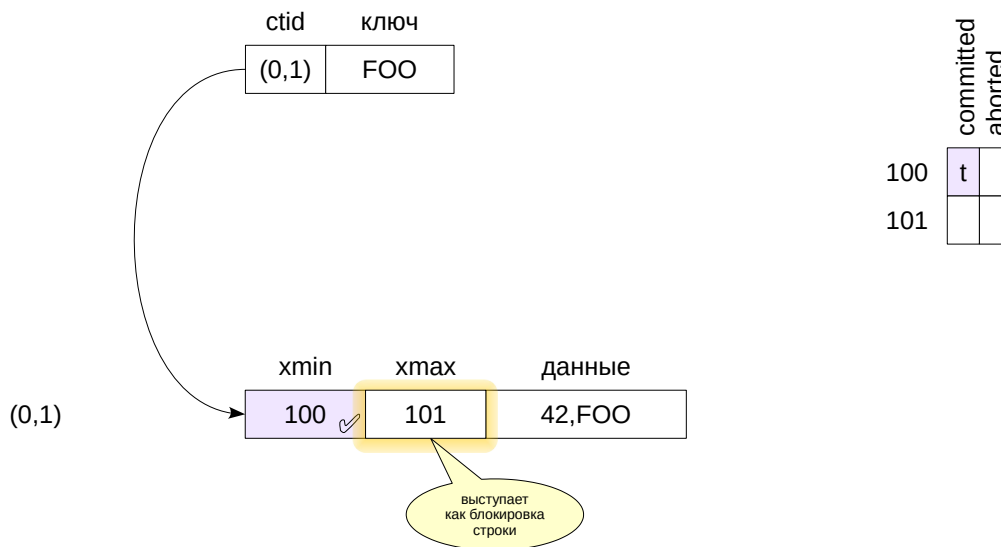 ctid ключ
(0,1) FOO
committed
aborted
100 t
101
xmin xmax данные
(0,1) 100 101 42,FOO
выступает
как блокировка
строки